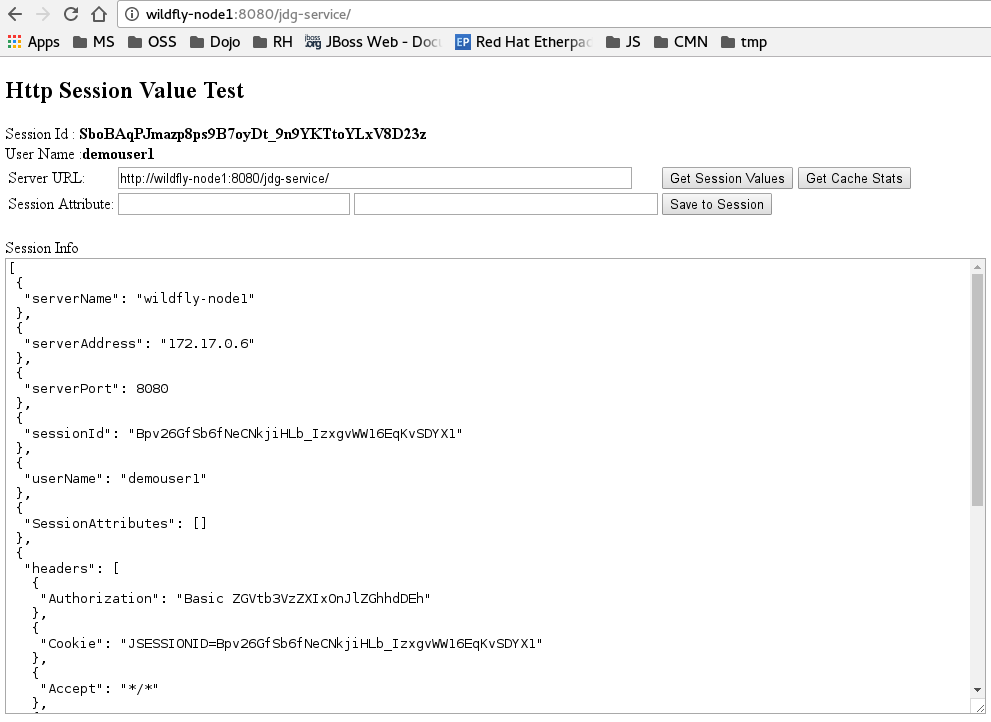 wildfly-node1:8080/jdg-service/
Apps MS OSS Dojo RH JBoss.org JBoss Web - Docu EP Red Hat Etherpad JS CMN tmp
Http Session Value Test
Session Id : SboBAqPJmazp8ps9B7oyDt_9n9YKTtoYLxV8D23z
User Name :demouser1
Server URL: http://wildfly-node1:8080/jdg-service/ Get Session Values Get Cache Stats
Session Attribute: Save to Session
Session Info
[
{
"serverName": "wildfly-node1"
},
{
"serverAddress": "172.17.0.6"
},
{
"serverPort": 8080
},
{
"sessionId": "Bpv26GfSb6fNeCNkjiHLb_IzxgvWW16EqKvSDYX1"
},
{
"userName": "demouser1"
},
{
"SessionAttributes": []
},
{
"headers": [
{
"Authorization": "Basic ZGVtb3VzZXIxOnJlZGhhdDEh"
},
{
"Cookie": "JSESSIONID=Bpv26GfSb6fNeCNkjiHLb_IzxgvWW16EqKvSDYX1"
},
{
"Accept": "*/*"
},